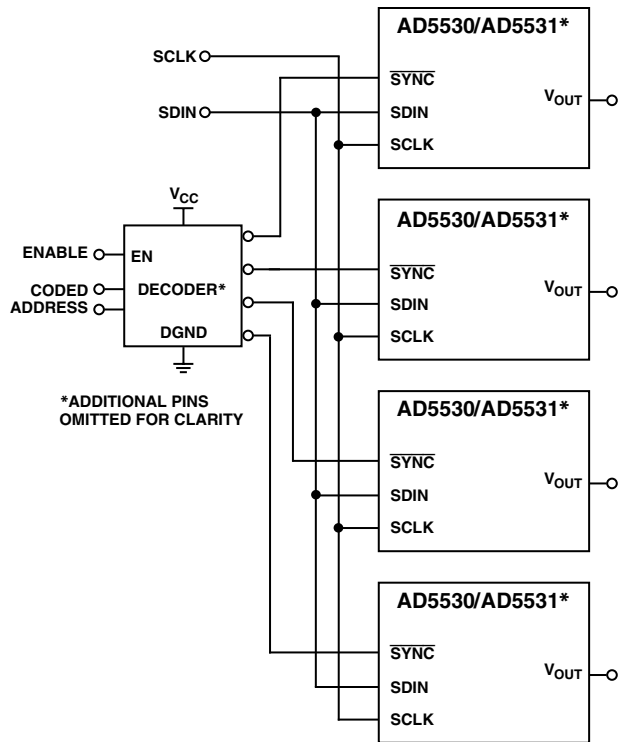 AD5530/AD5531*
SCLK
SYNC
VOUT
SDIN
SDIN
SCLK
VCC
AD5530/AD5531*
ENABLE
EN
SYNC
VOUT
CODED
ADDRESS
DECODER*
SDIN
DGND
SCLK
*ADDITIONAL PINS
OMITTED FOR CLARITY
AD5530/AD5531*
SYNC
VOUT
SDIN
SCLK
AD5530/AD5531*
SYNC
VOUT
SDIN
SCLK